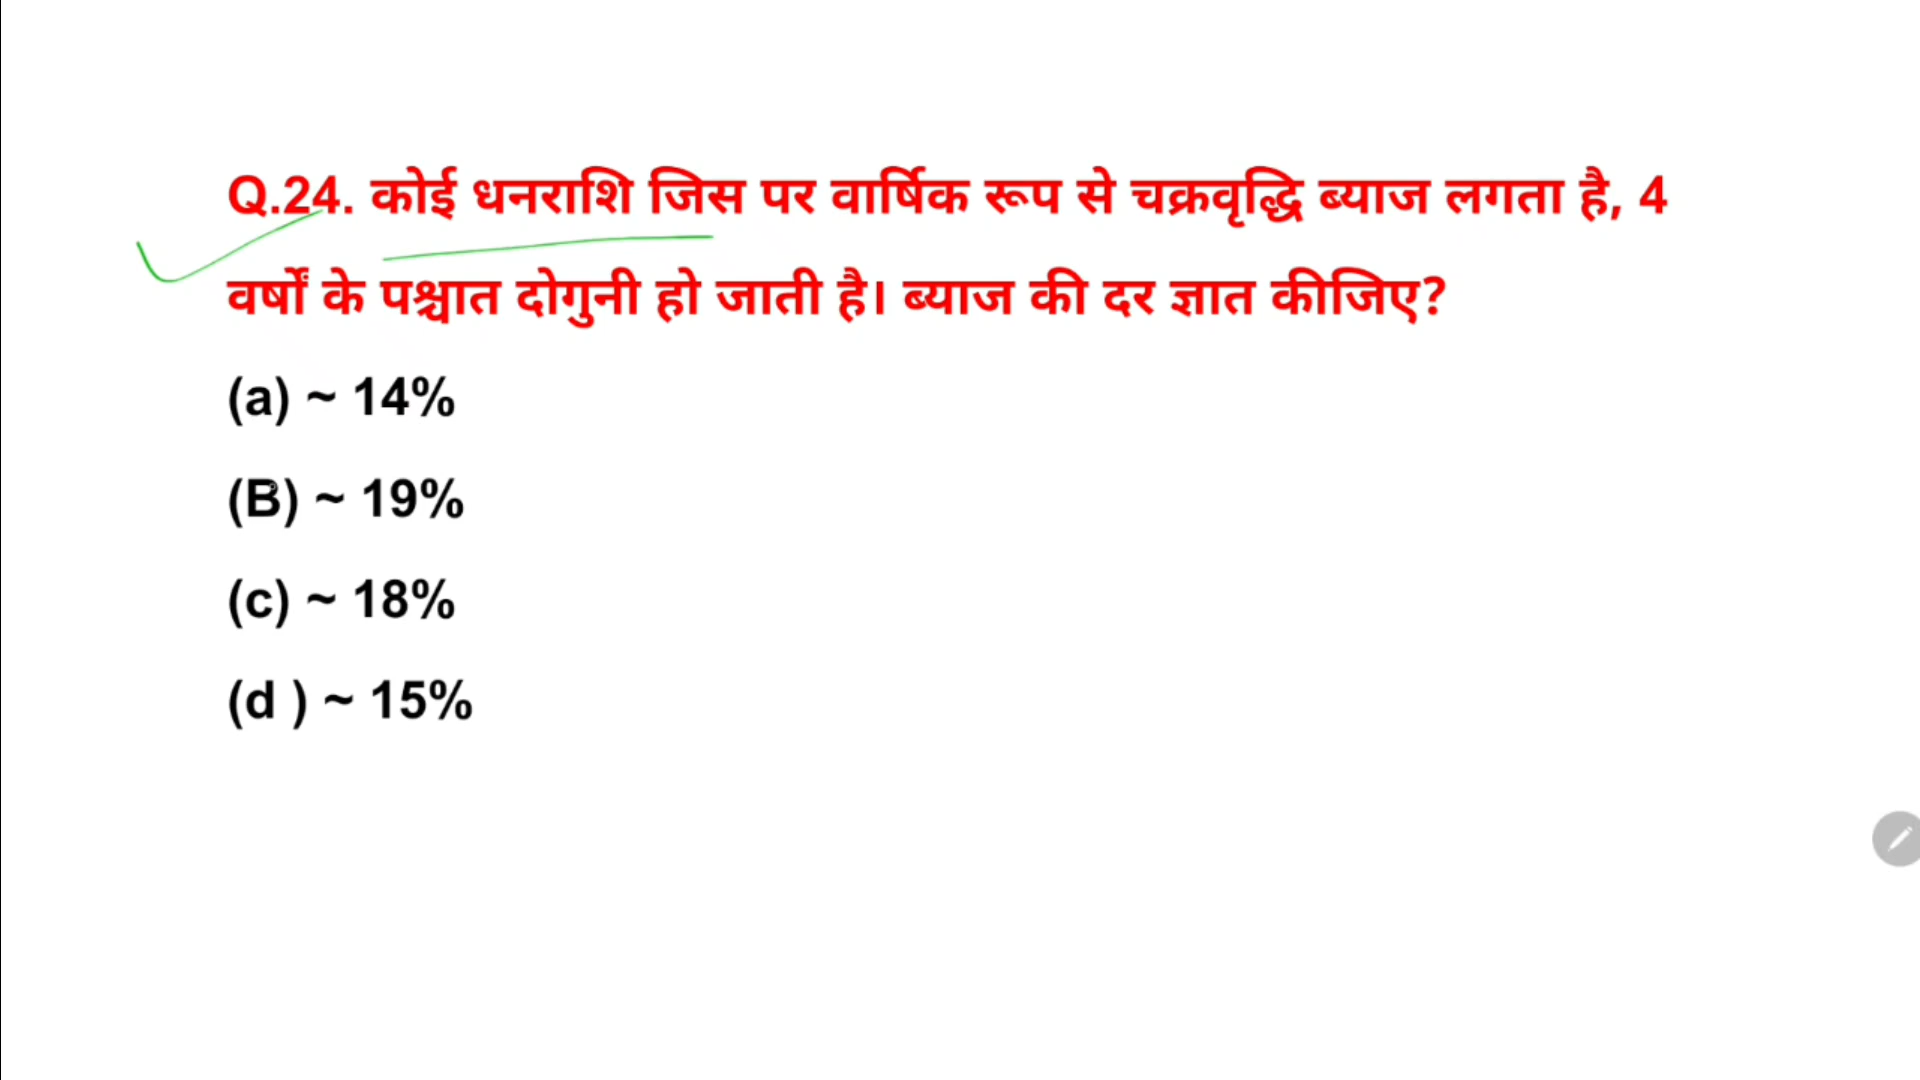 Q.24. कोई धनराशि जिस पर वार्षिक रूप से चक्रवृद्धि ब्याज लगता है, 4
वर्षों के पश्चात दोगुनी हो जाती है। ब्याज की दर ज्ञात कीजिए?
(a) ~ 14%
(B) ~ 19%
(c) ~ 18%
(d ) ~ 15%